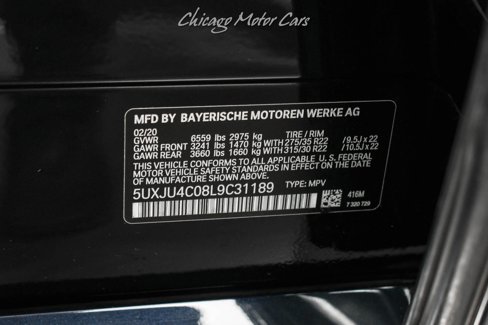 Chicago Motor Cars
MFD BY BAYERISCHE MOTOREN WERKE AG
02/20 TIRE / RIM
GVWR 6559 lbs 2975 kg
GAWR FRONT 3241 lbs 1470 kg WITH 275/35 R22 / 9.5J x 22
GAWR REAR 3660 lbs 1660 kg WITH 315/30 R22 / 10.5J x 22
THIS VEHICLE CONFORMS TO ALL APPLICABLE U.S. FEDERAL
MOTOR VEHICLE SAFETY STANDARDS IN EFFECT ON THE DATE
OF MANUFACTURE SHOWN ABOVE.
5UXJU4C08L9C31189 TYPE: MPV
416M
7 320 729